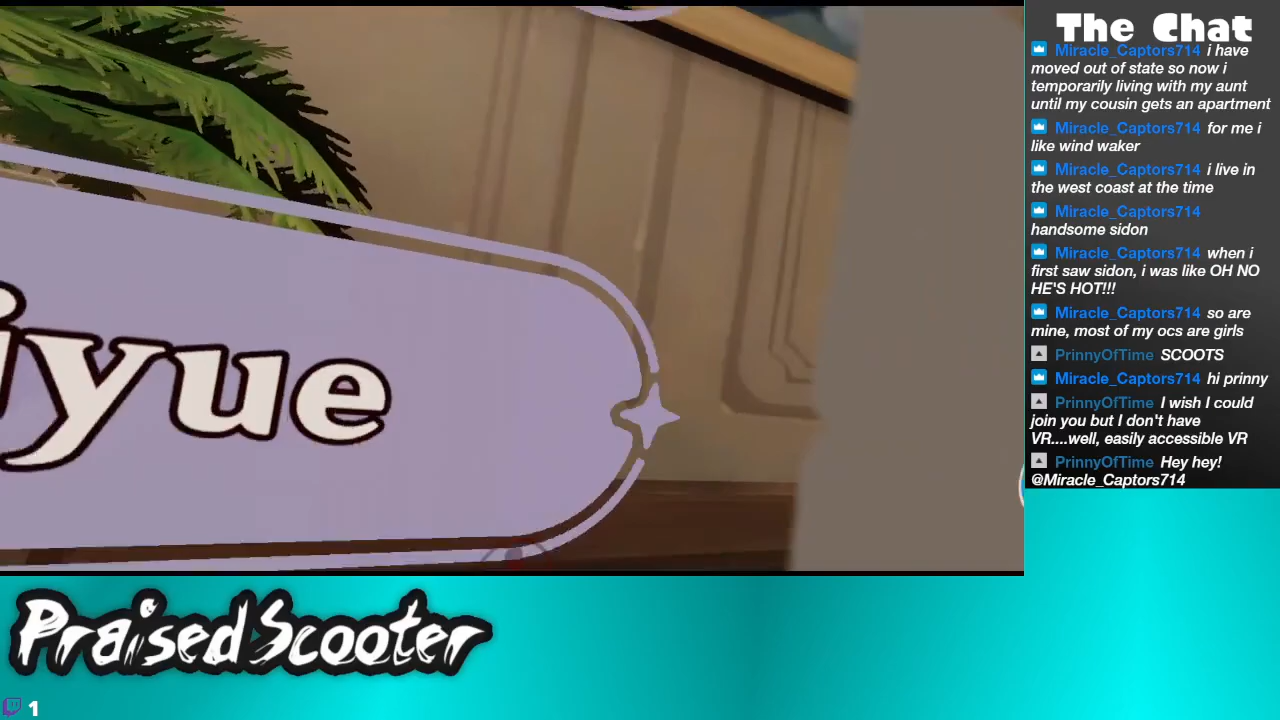 The Chat
Miracle_Captors714 i have
moved out of state so now i
temporarily living with my aunt
until my cousin gets an apartment
Miracle_Captors714 for me i
like wind waker
Miracle_Captors714 i live in
the west coast at the time
Miracle_Captors714
handsome sidon
Miracle_Captors714 when i
first saw sidon, i was like OH NO
HE'S HOT!!!
Miracle_Captors714 so are
mine, most of my ocs are girls
PrinnyOfTime SCOOTS
Miracle_Captors714 hi prinny
PrinnyOfTime I wish I could
join you but I don't have
VR....well, easily accessible VR
PrinnyOfTime Hey hey!
@Miracle_Captors714
yue
PraisedScooter
1